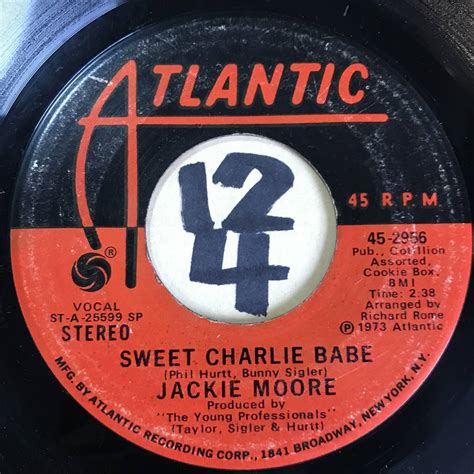 ATLANTIC
12
4
45 RPM
®
VOCAL
ST-A-25599 SP
STEREO
45-2956
Pub., Cotillion
Assorted,
Cookie Box,
BMI
Time: 2:38
Arranged by
Richard Rome
℗ 1973 Atlantic
SWEET CHARLIE BABE
(Phil Hurtt, Bunny Sigler)
JACKIE MOORE
Produced by
"The Young Professionals"
(Taylor, Sigler & Hurtt)
MFG. BY ATLANTIC RECORDING CORP., 1841 BROADWAY, NEW YORK, N.Y.